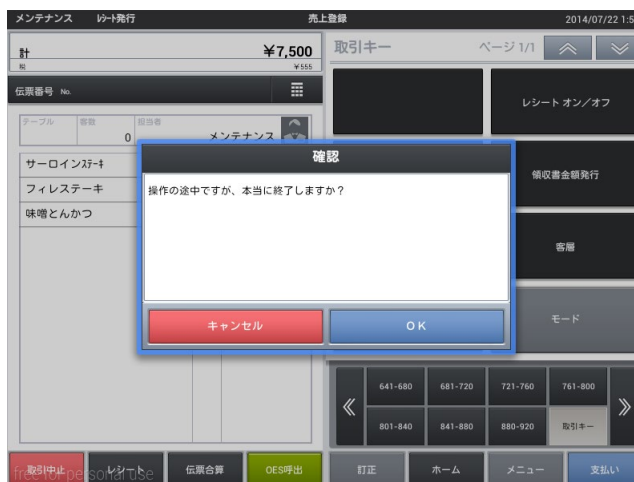 メンテナンス ﾚｼｰﾄ発行 売上登録 2014/07/22 1:5
計 ¥7,500
税 ¥555
取引キー ページ 1/1
伝票番号 No.
レシート オン／オフ
テーブル 客数 担当者
0 メンテナンス
サーロインｽﾃｰｷ
フィレステーキ
味噌とんかつ
確認
操作の途中ですが、本当に終了しますか？
キャンセル OK
領収書金額発行
客層
モード
641-680 681-720 721-760 761-800
801-840 841-880 880-920 取引キー
取引中止 レシート 伝票合算 OES呼出 訂正 ホーム メニュー 支払い
free for personal use